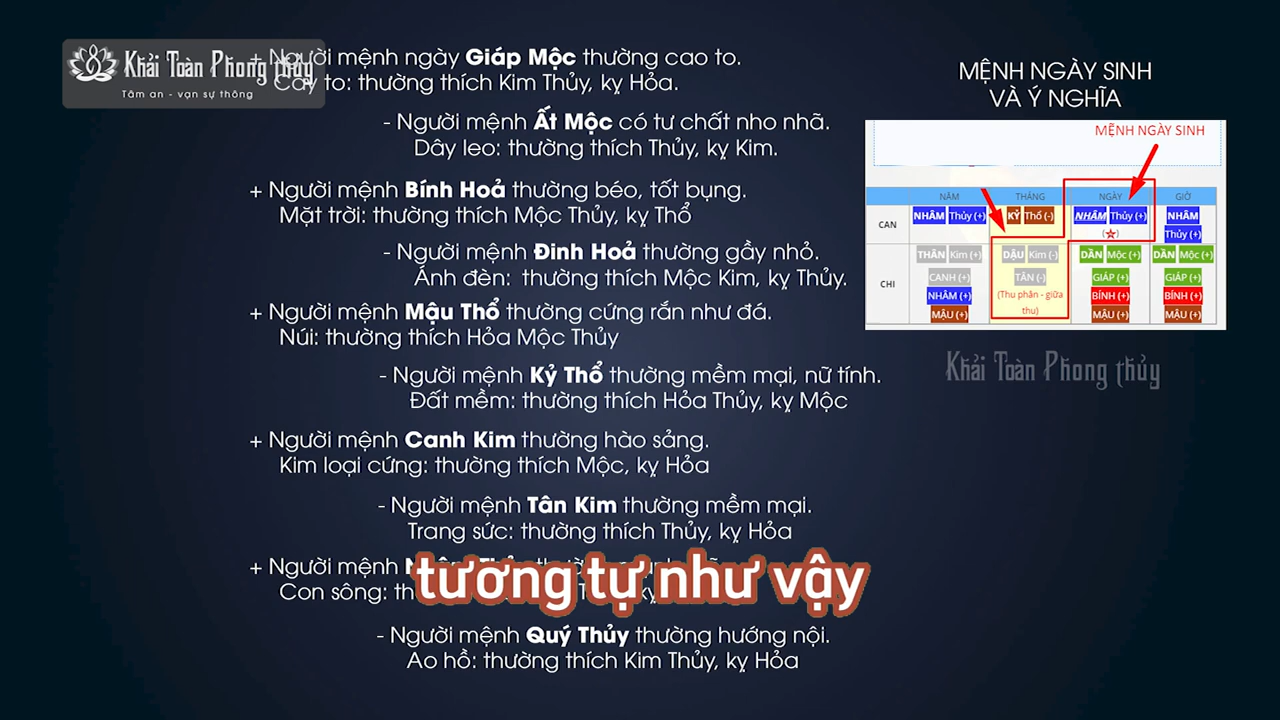 + Người mệnh ngày Giáp Mộc thường cao to.
Cây to: thường thích Kim Thủy, kỵ Hỏa.
Khải Toàn Phong thủy
Tâm an - vạn sự thông
- Người mệnh Ất Mộc có tư chất nho nhã.
Dây leo: thường thích Thủy, kỵ Kim.
+ Người mệnh Bính Hoả thường béo, tốt bụng.
Mặt trời: thường thích Mộc Thủy, kỵ Thổ
- Người mệnh Đinh Hoả thường gầy nhỏ.
Ánh đèn: thường thích Mộc Kim, kỵ Thủy.
+ Người mệnh Mậu Thổ thường cứng rắn như đá.
Núi: thường thích Hỏa Mộc Thủy
- Người mệnh Kỷ Thổ thường mềm mại, nữ tính.
Đất mềm: thường thích Hỏa Thủy, kỵ Mộc
+ Người mệnh Canh Kim thường hào sảng.
Kim loại cứng: thường thích Mộc, kỵ Hỏa
- Người mệnh Tân Kim thường mềm mại.
Trang sức: thường thích Thủy, kỵ Hỏa
+ Người mệnh
Con sông:
tương tự như vậy
- Người mệnh Quý Thủy thường hướng nội.
Ao hồ: thường thích Kim Thủy, kỵ Hỏa
MỆNH NGÀY SINH
VÀ Ý NGHĨA
MỆNH NGÀY SINH
NĂM THÁNG NGÀY GIỜ
CAN NHÂM Thủy (+) KỶ Thổ (-) NHÂM Thủy (+) NHÂM Thủy (+)
CHI THÂN Kim (+) DẬU Kim (-) DẦN Mộc (+) DẦN Mộc (+)
CANH (+) TÂN (-) GIÁP (+) GIÁP (+)
NHÂM (+) (Thu phân - giữa thu) BÍNH (+) BÍNH (+)
MẬU (+) MẬU (+) MẬU (+)
Khải Toàn Phong thủy